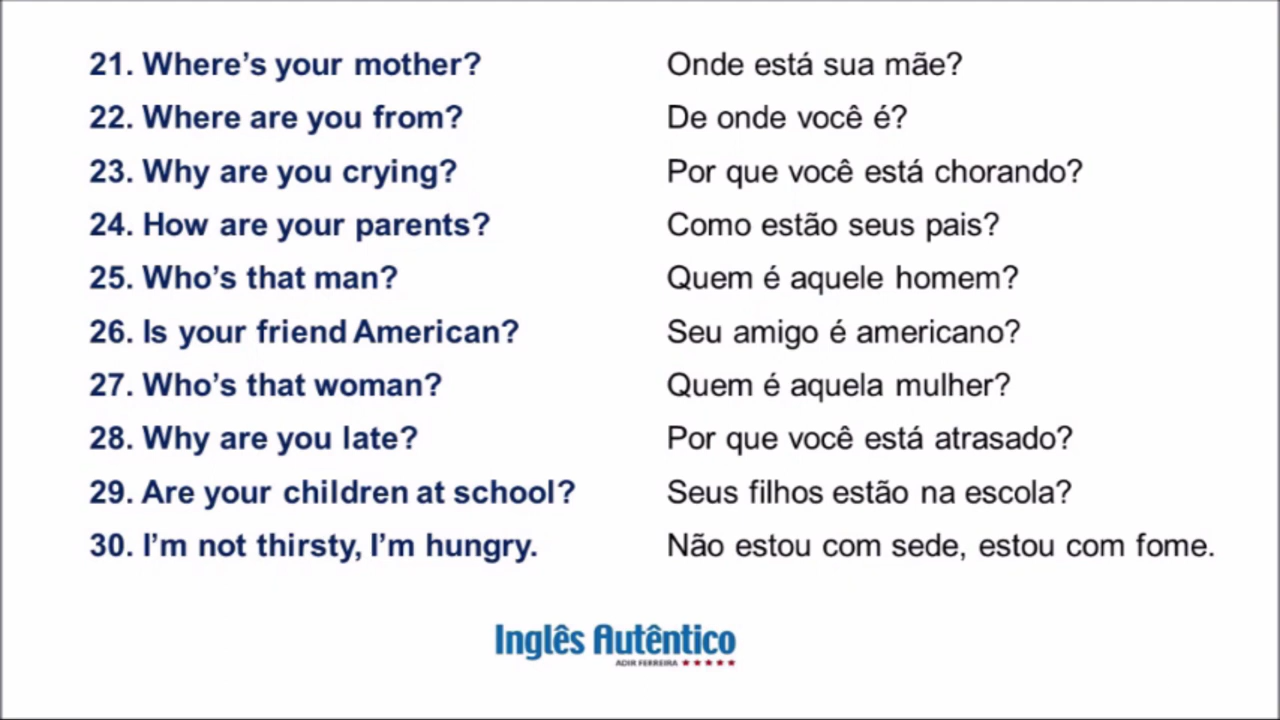 21. Where's your mother? Onde está sua mãe?
22. Where are you from? De onde você é?
23. Why are you crying? Por que você está chorando?
24. How are your parents? Como estão seus pais?
25. Who's that man? Quem é aquele homem?
26. Is your friend American? Seu amigo é americano?
27. Who's that woman? Quem é aquela mulher?
28. Why are you late? Por que você está atrasado?
29. Are your children at school? Seus filhos estão na escola?
30. I'm not thirsty, I'm hungry. Não estou com sede, estou com fome.
Inglês Autêntico
ADIR FERREIRA ★★★★★